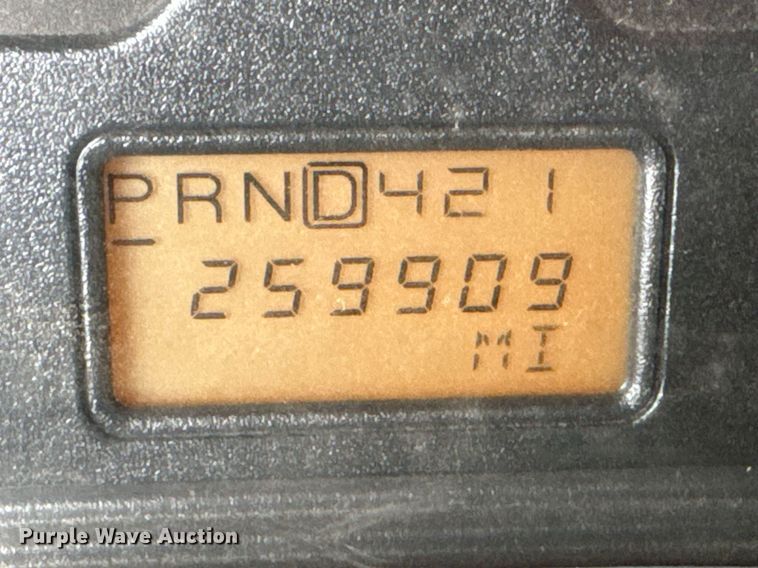 PRND421
259909
MI
Purple Wave Auction